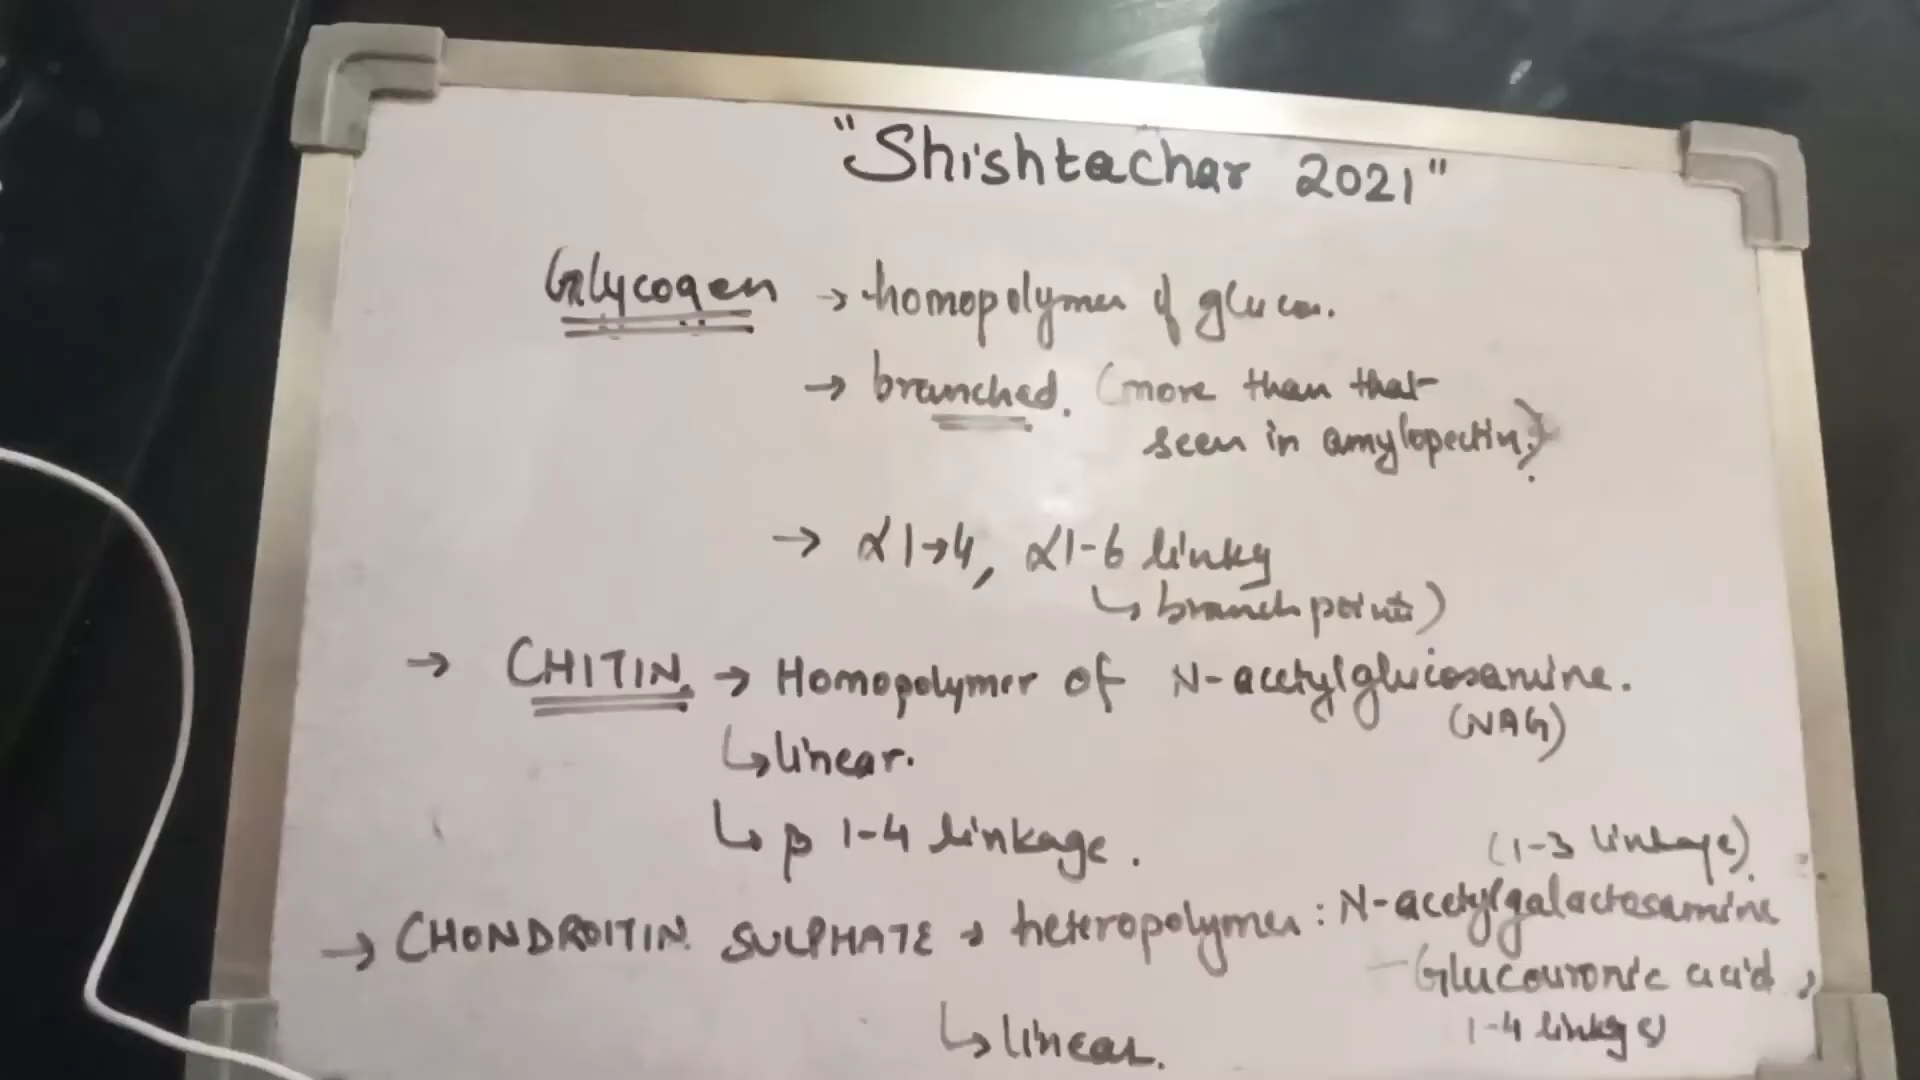 "Shishtachar 2021"
Glycogen → homopolymer of glucose.
→ branched. (more than that
seen in amylopectin.)
→ α1→4, α1-6 linkg
↳ branch points)
→ CHITIN. → Homopolymer of N-acetylglucosamine.
(NAG)
↳ linear.
↳ β 1-4 linkage.
(1-3 linkage).
→ CHONDROITIN SULPHATE → heteropolymer: N-acetylgalactosamine
- Glucouronic acid,
1-4 linkgs)
↳ linear.